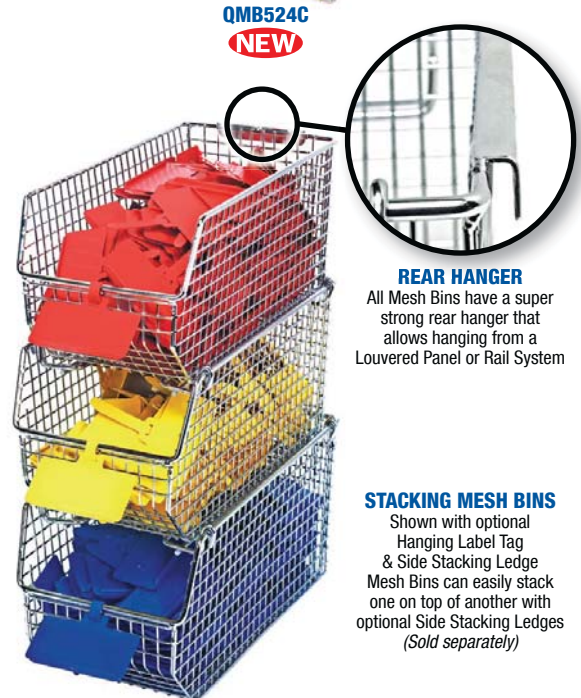 QMB524C
NEW
REAR HANGER
All Mesh Bins have a super
strong rear hanger that
allows hanging from a
Louvered Panel or Rail System
STACKING MESH BINS
Shown with optional
Hanging Label Tag
& Side Stacking Ledge
Mesh Bins can easily stack
one on top of another with
optional Side Stacking Ledges
(Sold separately)